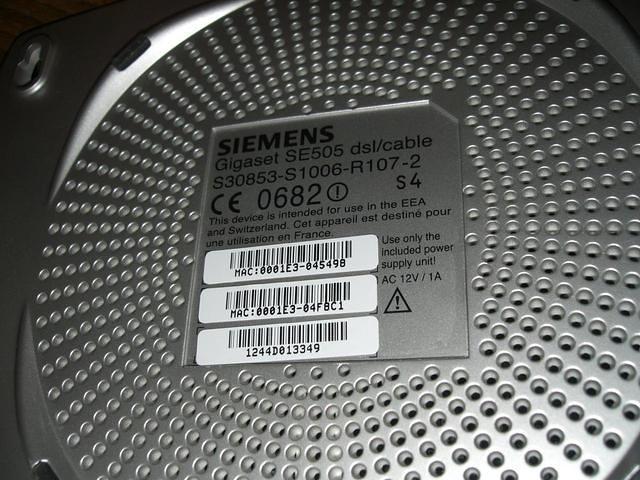 SIEMENS
Gigaset SE505 dsl/cable
S30853-S1006-R107-2
CE 0682 S4
This device is intended for use in the EEA
and Switzerland. Cet appareil est destiné pour
une utilisation en France.
MAC:0001E3-045498
MAC:0001E3-04FBC1
1244D013349
Use only the
included power
supply unit!
AC 12V / 1A